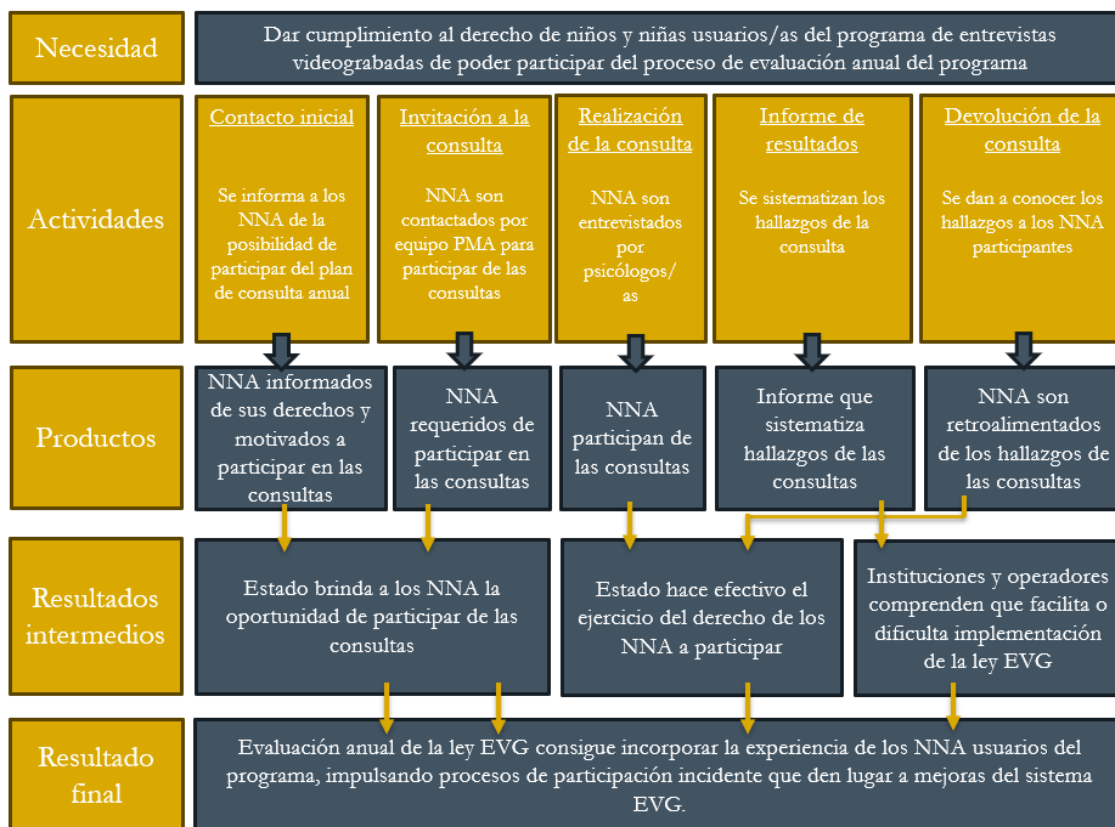 Necesidad
Dar cumplimiento al derecho de niños y niñas usuarios/as del programa de entrevistas
videograbadas de poder participar del proceso de evaluación anual del programa
Actividades
Contacto inicial
Se informa a los
NNA de la
posibilidad de
participar del plan
de consulta anual
Invitación a la
consulta
NNA son
contactados por
equipo PMA para
participar de las
consultas
Realización
de la consulta
NNA son
entrevistados
por
psicólogos/
as
Informe de
resultados
Se sistematizan los
hallazgos de la
consulta
Devolución de la
consulta
Se dan a conocer los
hallazgos a los NNA
participantes
Productos
NNA informados
de sus derechos y
motivados a
participar en las
consultas
NNA
requeridos de
participar en
las consultas
NNA
participan de
las consultas
Informe que
sistematiza
hallazgos de las
consultas
NNA son
retroalimentados
de los hallazgos de
las consultas
Resultados
intermedios
Estado brinda a los NNA la
oportunidad de participar de las
consultas
Estado hace efectivo el
ejercicio del derecho de los
NNA a participar
Instituciones y operadores
comprenden que facilita o
dificulta implementación
de la ley EVG
Resultado
final
Evaluación anual de la ley EVG consigue incorporar la experiencia de los NNA usuarios del
programa, impulsando procesos de participación incidente que den lugar a mejoras del sistema
EVG.